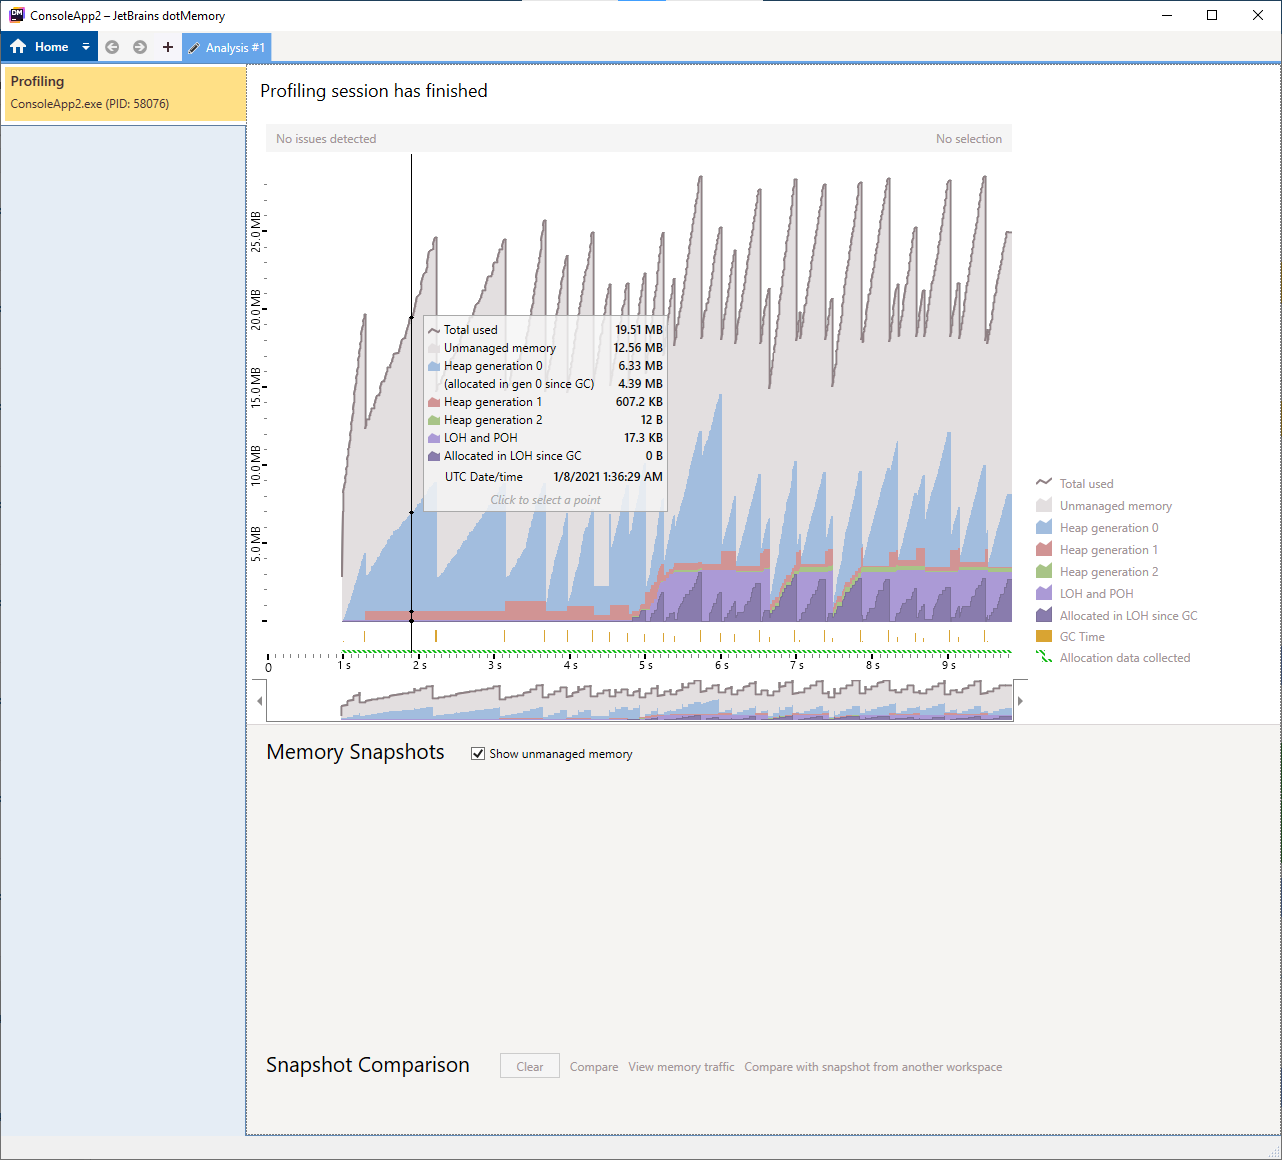 ConsoleApp2 – JetBrains dotMemory
Home
Analysis #1
Profiling
ConsoleApp2.exe (PID: 58076)
Profiling session has finished
No issues detected
No selection
25.0 MB
20.0 MB
15.0 MB
10.0 MB
5.0 MB
Total used 19.51 MB
Unmanaged memory 12.56 MB
Heap generation 0 6.33 MB
(allocated in gen 0 since GC) 4.39 MB
Heap generation 1 607.2 KB
Heap generation 2 12 B
LOH and POH 17.3 KB
Allocated in LOH since GC 0 B
UTC Date/time 1/8/2021 1:36:29 AM
Click to select a point
Total used
Unmanaged memory
Heap generation 0
Heap generation 1
Heap generation 2
LOH and POH
Allocated in LOH since GC
GC Time
Allocation data collected
0 1 s 2 s 3 s 4 s 5 s 6 s 7 s 8 s 9 s
Memory Snapshots
Show unmanaged memory
Snapshot Comparison
Clear
Compare
View memory traffic
Compare with snapshot from another workspace